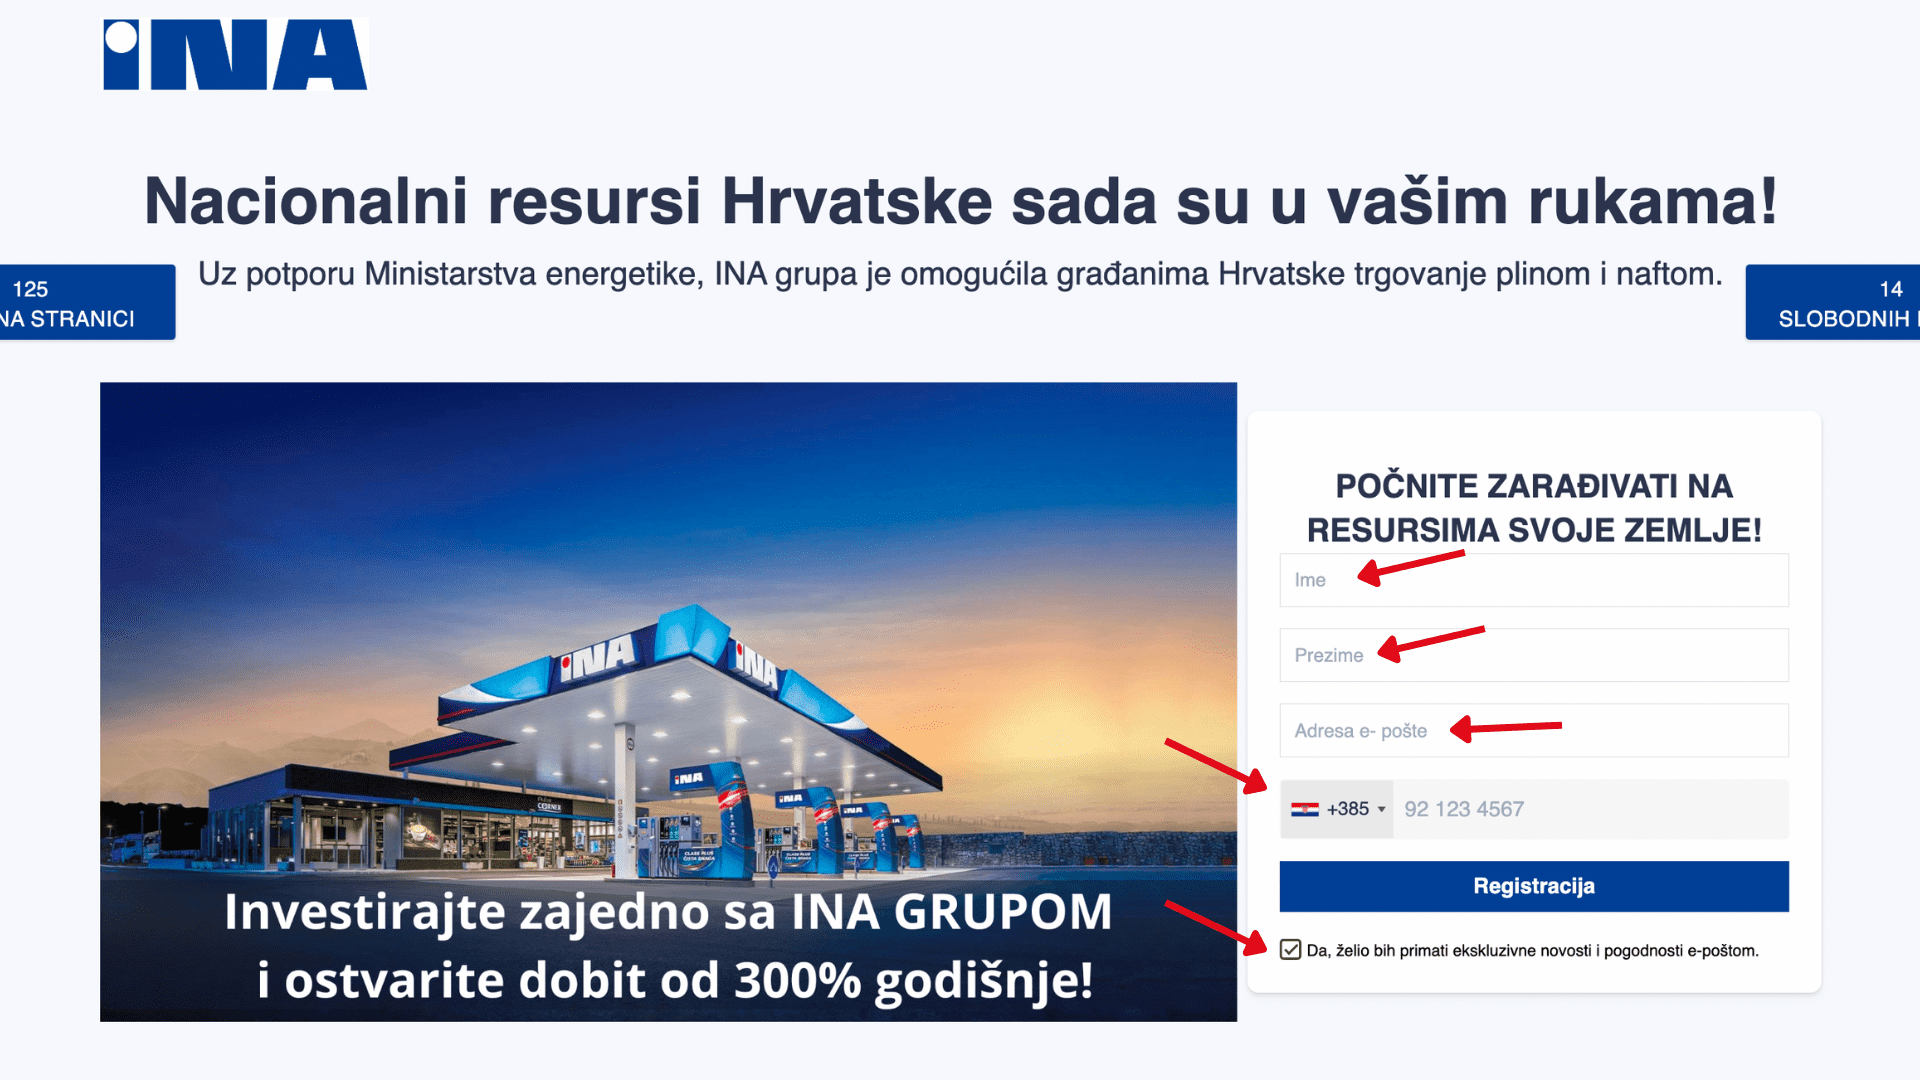 iNA
Nacionalni resursi Hrvatske sada su u vašim rukama!
Uz potporu Ministarstva energetike, INA grupa je omogućila građanima Hrvatske trgovanje plinom i naftom.
125
NA STRANICI
14
SLOBODNIH
iNA
iNA
iNA
iNA
iNA
CORNER
Investirajte zajedno sa INA GRUPOM
i ostvarite dobit od 300% godišnje!
POČNITE ZARAĐIVATI NA
RESURSIMA SVOJE ZEMLJE!
Ime
Prezime
Adresa e- pošte
+385 92 123 4567
Registracija
Da, želio bih primati ekskluzivne novosti i pogodnosti e-poštom.